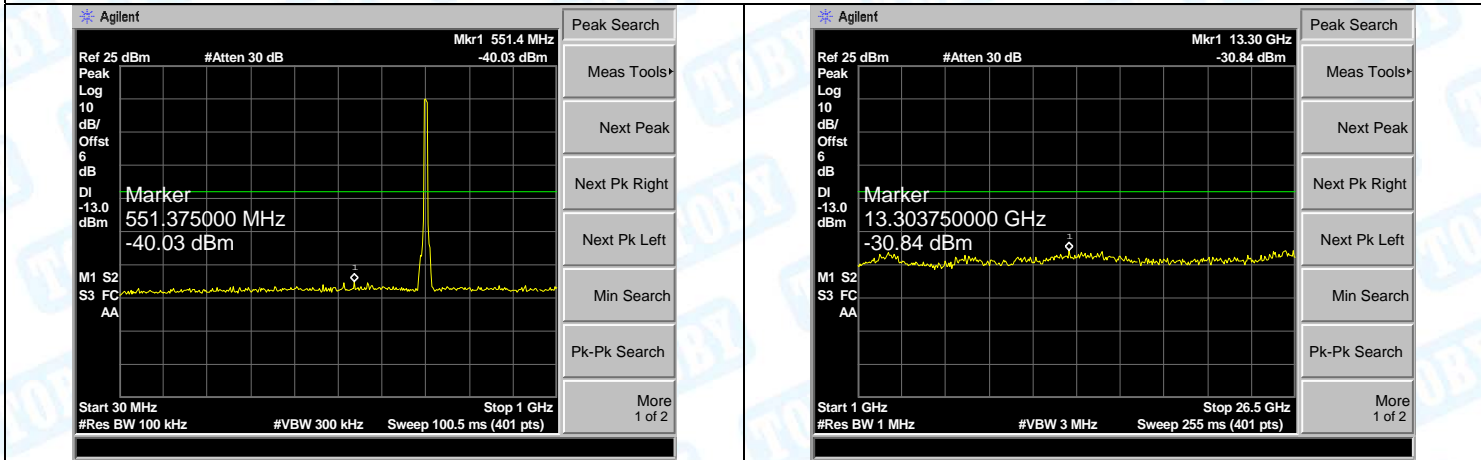 Agilent
Peak Search
Mkr1 551.4 MHz
Ref 25 dBm #Atten 30 dB -40.03 dBm
Peak
Log
10
dB/
Offst
6
dB
DI
-13.0
dBm
Marker
551.375000 MHz
-40.03 dBm
1
M1 S2
S3 FC
AA
Start 30 MHz Stop 1 GHz
#Res BW 100 kHz #VBW 300 kHz Sweep 100.5 ms (401 pts)
Meas Tools
Next Peak
Next Pk Right
Next Pk Left
Min Search
Pk-Pk Search
More
1 of 2
Agilent
Peak Search
Mkr1 13.30 GHz
Ref 25 dBm #Atten 30 dB -30.84 dBm
Peak
Log
10
dB/
Offst
6
dB
DI
-13.0
dBm
Marker
13.303750000 GHz
-30.84 dBm
1
M1 S2
S3 FC
AA
Start 1 GHz Stop 26.5 GHz
#Res BW 1 MHz #VBW 3 MHz Sweep 255 ms (401 pts)
Meas Tools
Next Peak
Next Pk Right
Next Pk Left
Min Search
Pk-Pk Search
More
1 of 2
TOBY